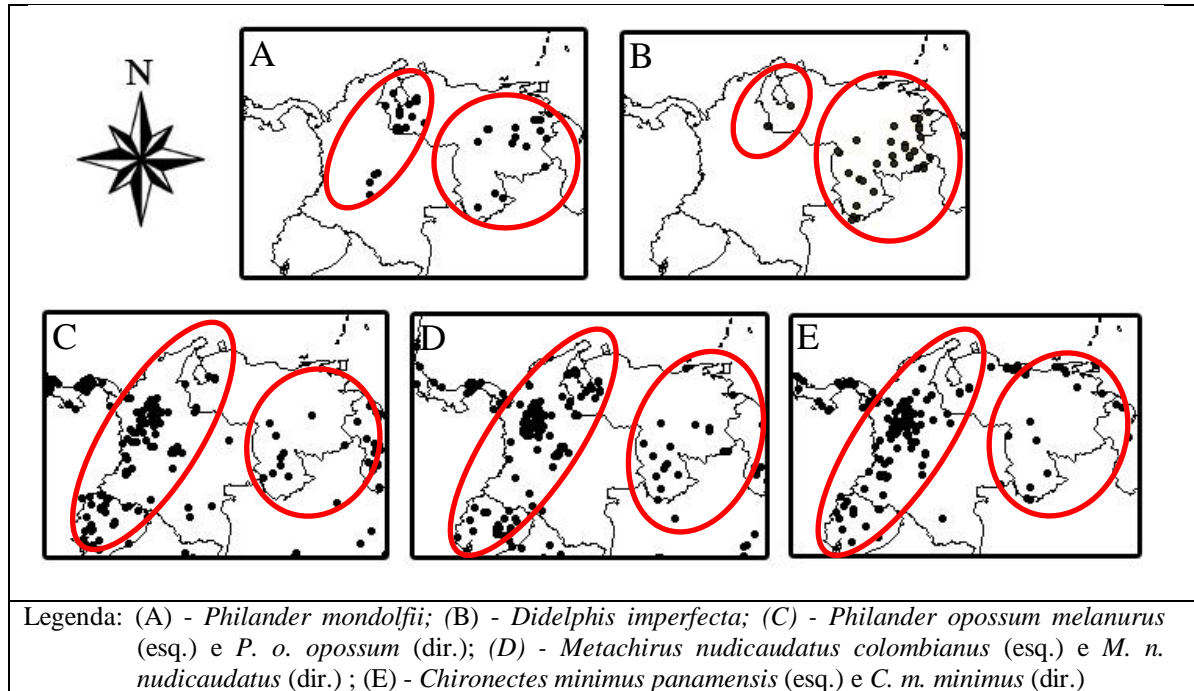 N
A
B
C
D
E
Legenda: (A) - Philander mondolfii; (B) - Didelphis imperfecta; (C) - Philander opossum melanurus
(esq.) e P. o. opossum (dir.); (D) - Metachirus nudicaudatus colombianus (esq.) e M. n.
nudicaudatus (dir.) ; (E) - Chironectes minimus panamensis (esq.) e C. m. minimus (dir.)